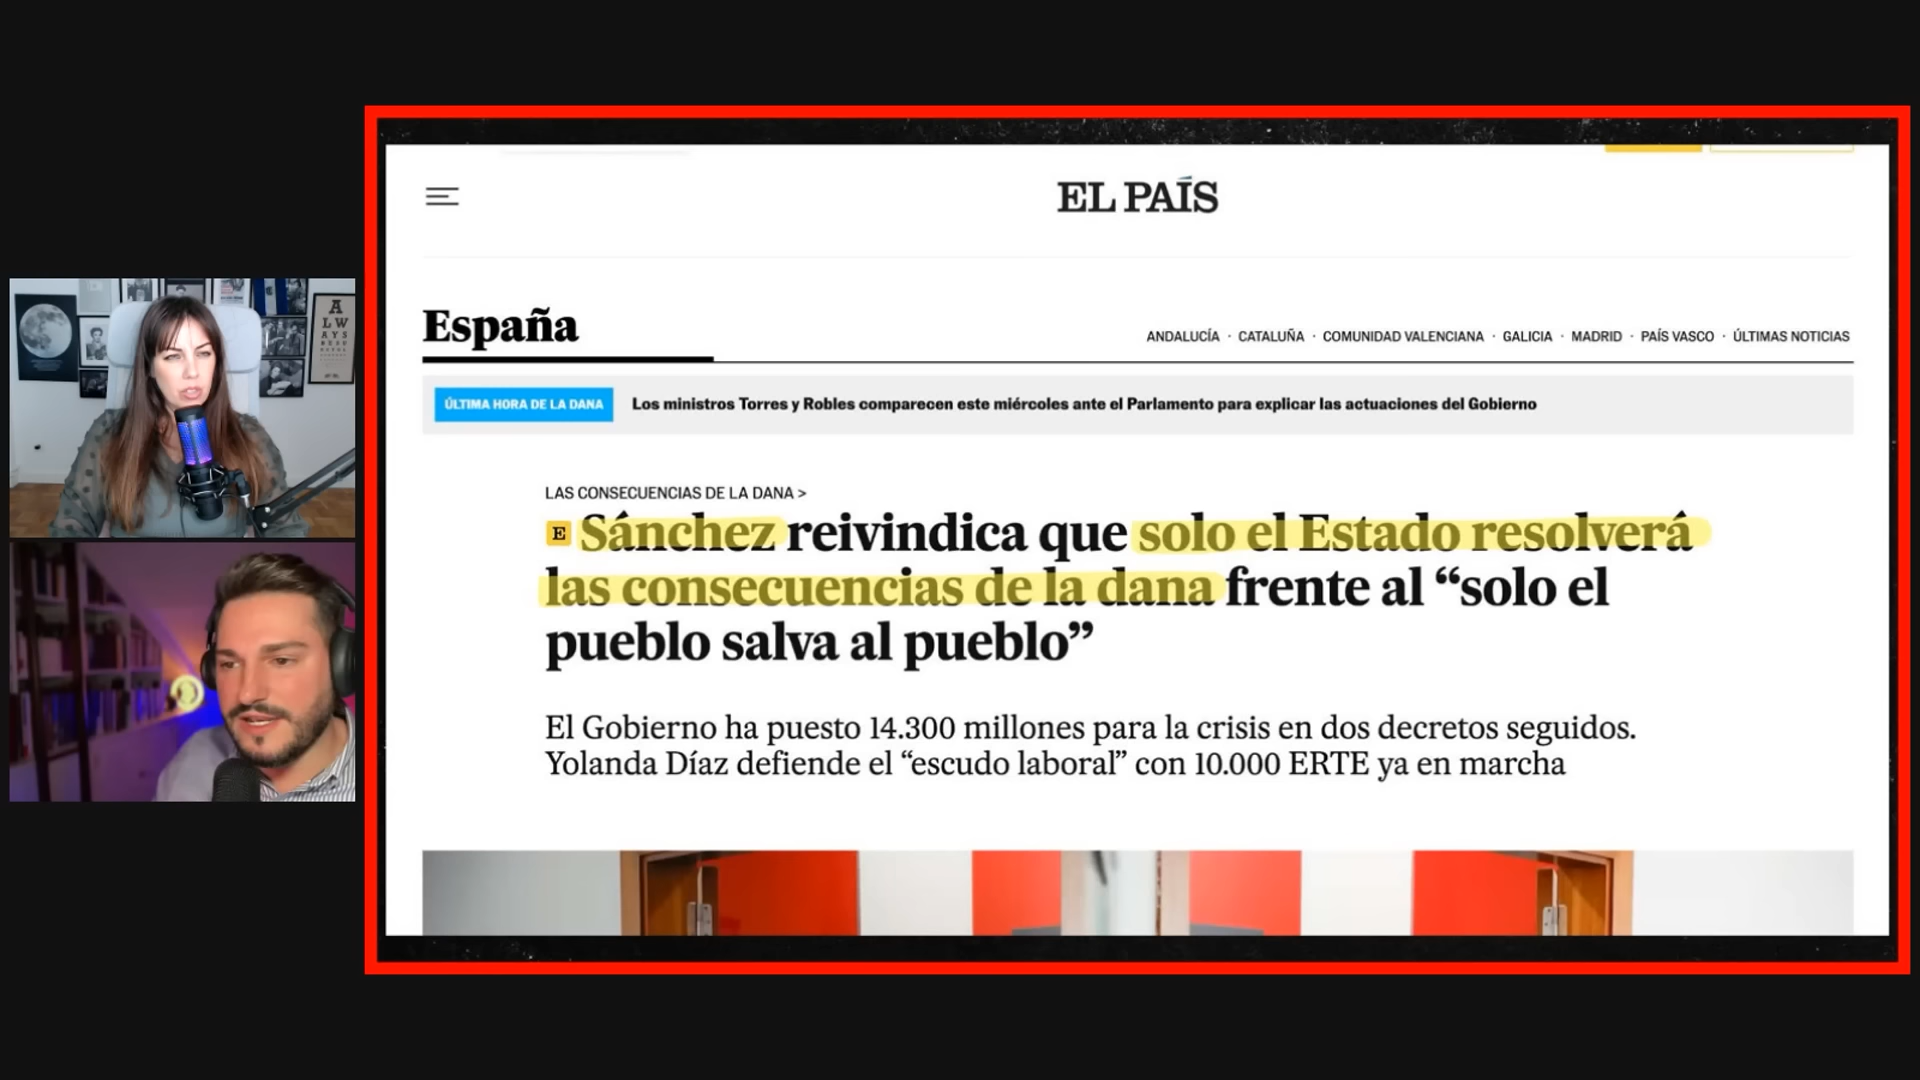 EL PAÍS
España
ANDALUCÍA · CATALUÑA · COMUNIDAD VALENCIANA · GALICIA · MADRID · PAÍS VASCO · ÚLTIMAS NOTICIAS
ÚLTIMA HORA DE LA DANA Los ministros Torres y Robles comparecen este miércoles ante el Parlamento para explicar las actuaciones del Gobierno
LAS CONSECUENCIAS DE LA DANA >
E Sánchez reivindica que solo el Estado resolverá
las consecuencias de la dana frente al “solo el
pueblo salva al pueblo”
El Gobierno ha puesto 14.300 millones para la crisis en dos decretos seguidos.
Yolanda Díaz defiende el “escudo laboral” con 10.000 ERTE ya en marcha
A
L W
A Y S